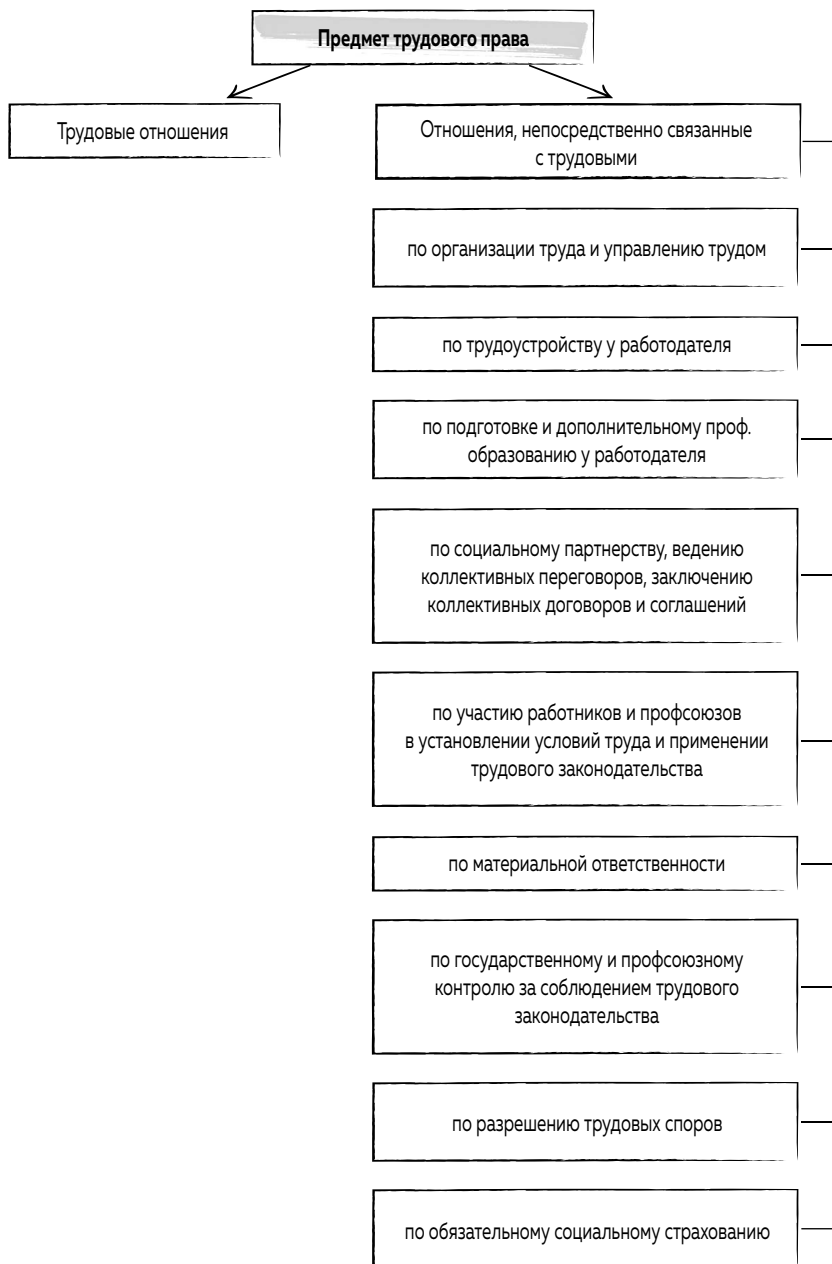 Предмет трудового права
Трудовые отношения
Отношения, непосредственно связанные
с трудовыми
по организации труда и управлению трудом
по трудоустройству у работодателя
по подготовке и дополнительному проф.
образованию у работодателя
по социальному партнерству, ведению
коллективных переговоров, заключению
коллективных договоров и соглашений
по участию работников и профсоюзов
в установлении условий труда и применении
трудового законодательства
по материальной ответственности
по государственному и профсоюзному
контролю за соблюдением трудового
законодательства
по разрешению трудовых споров
по обязательному социальному страхованию